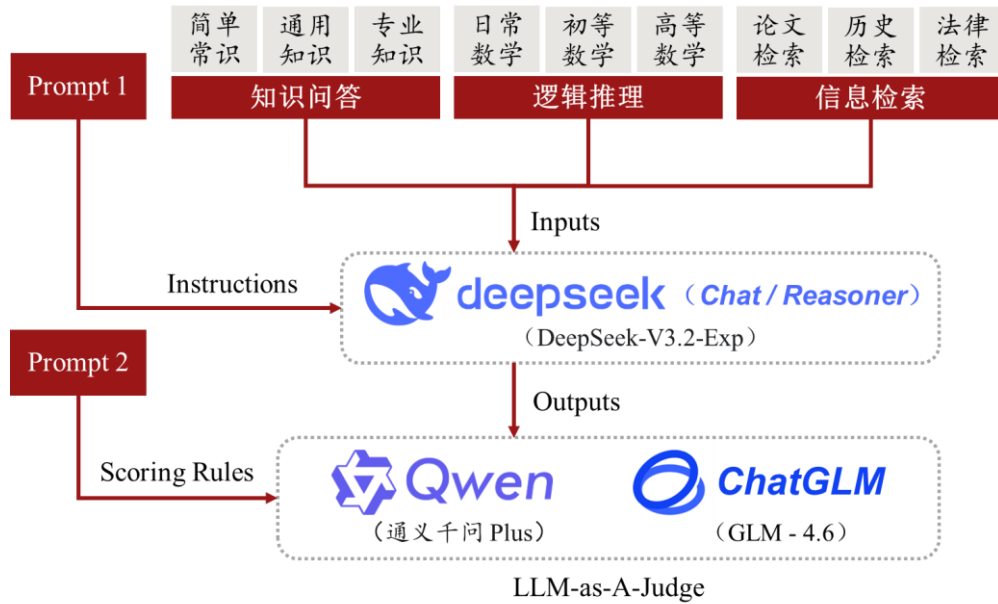 简单
常识
通用
知识
专业
知识
日常
数学
初等
数学
高等
数学
论文
检索
历史
检索
法律
检索
Prompt 1
知识问答
逻辑推理
信息检索
Inputs
Instructions
deepseek（Chat / Reasoner）
（DeepSeek-V3.2-Exp）
Prompt 2
Outputs
Scoring Rules
Qwen
（通义千问 Plus）
ChatGLM
（GLM - 4.6）
LLM-as-A-Judge